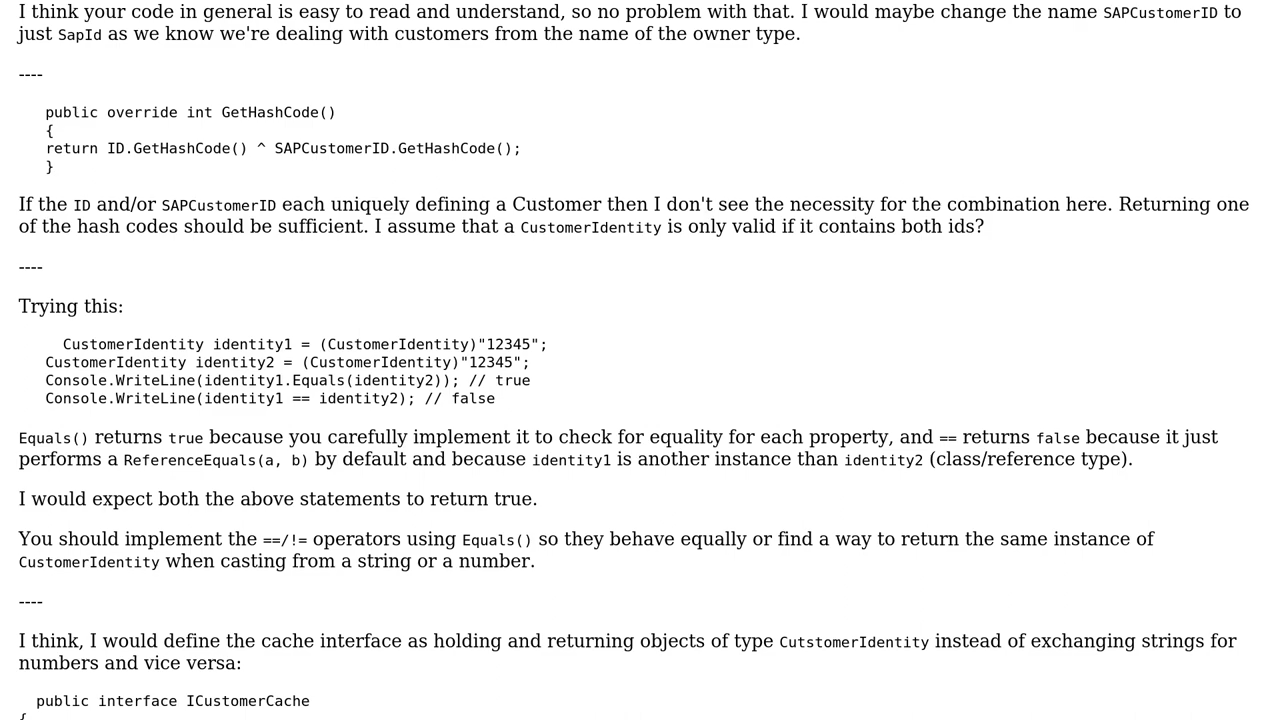 I think your code in general is easy to read and understand, so no problem with that. I would maybe change the name SAPCustomerID to
just SapId as we know we're dealing with customers from the name of the owner type.
----
public override int GetHashCode()
{
return ID.GetHashCode() ^ SAPCustomerID.GetHashCode();
}
If the ID and/or SAPCustomerID each uniquely defining a Customer then I don't see the necessity for the combination here. Returning one
of the hash codes should be sufficient. I assume that a CustomerIdentity is only valid if it contains both ids?
----
Trying this:
CustomerIdentity identity1 = (CustomerIdentity)"12345";
CustomerIdentity identity2 = (CustomerIdentity)"12345";
Console.WriteLine(identity1.Equals(identity2)); // true
Console.WriteLine(identity1 == identity2); // false
Equals() returns true because you carefully implement it to check for equality for each property, and == returns false because it just
performs a ReferenceEquals(a, b) by default and because identity1 is another instance than identity2 (class/reference type).
I would expect both the above statements to return true.
You should implement the ==/!= operators using Equals() so they behave equally or find a way to return the same instance of
CustomerIdentity when casting from a string or a number.
----
I think, I would define the cache interface as holding and returning objects of type CutstomerIdentity instead of exchanging strings for
numbers and vice versa:
public interface ICustomerCache
{